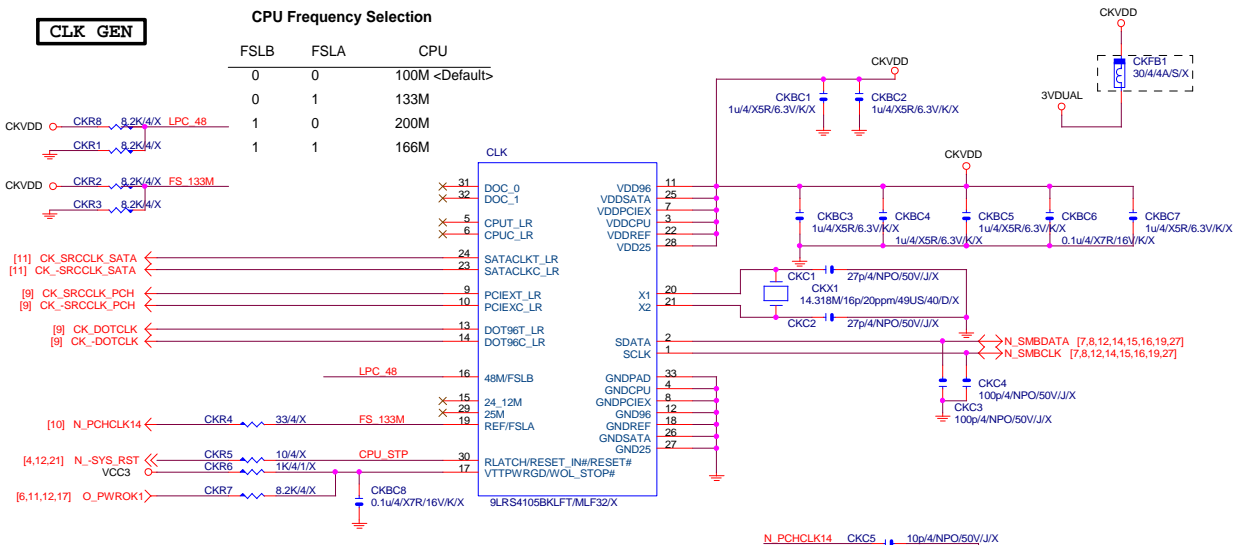 CLK GEN
CPU Frequency Selection
FSLB FSLA CPU
0 0 100M <Default>
0 1 133M
1 0 200M
1 1 166M
CKVDD CKR8 8.2K/4/X LPC_48
CKR1 8.2K/4/X
CKVDD CKR2 8.2K/4/X FS_133M
CKR3 8.2K/4/X
CKVDD
CKFB1
30/4/4A/S/X
3VDUAL
CKVDD
CKBC1
1u/4/X5R/6.3V/K/X
CKBC2
1u/4/X5R/6.3V/K/X
CKVDD
CKBC3
1u/4/X5R/6.3V/K/X
CKBC4
1u/4/X5R/6.3V/K/X
CKBC5
1u/4/X5R/6.3V/K/X
CKBC6
0.1u/4/X7R/16V/K/X
CKBC7
1u/4/X5R/6.3V/K/X
CLK
31 DOC_0
32 DOC_1
5 CPUT_LR
6 CPUC_LR
[11] CK_SRCCLK_SATA 24 SATACLKT_LR
[11] CK_-SRCCLK_SATA 23 SATACLKC_LR
[9] CK_SRCCLK_PCH 9 PCIEXT_LR
[9] CK_-SRCCLK_PCH 10 PCIEXC_LR
[9] CK_DOTCLK 13 DOT96T_LR
[9] CK_-DOTCLK 14 DOT96C_LR
LPC_48 16 48M/FSLB
15 24_12M
29 25M
[10] N_PCHCLK14 CKR4 33/4/X FS_133M 19 REF/FSLA
[4,12,21] N_-SYS_RST CKR5 10/4/X CPU_STP 30 RLATCH/RESET_IN#/RESET#
VCC3 CKR6 1K/4/1/X 17 VTTPWRGD/WOL_STOP#
[6,11,12,17] O_PWROK1 CKR7 8.2K/4/X
CKBC8
0.1u/4/X7R/16V/K/X
VDD96 11
VDDSATA 25
VDDPCIEX 7
VDDCPU 3
VDDREF 22
VDD25 28
X1 20
X2 21
CKC1 27p/4/NPO/50V/J/X
CKX1
14.318M/16p/20ppm/49US/40/D/X
CKC2 27p/4/NPO/50V/J/X
SDATA 2 N_SMBDATA [7,8,12,14,15,16,19,27]
SCLK 1 N_SMBCLK [7,8,12,14,15,16,19,27]
CKC4
100p/4/NPO/50V/J/X
CKC3
100p/4/NPO/50V/J/X
GNDPAD 33
GNDCPU 4
GNDPCIEX 8
GND96 12
GNDREF 18
GNDSATA 26
GND25 27
9LRS4105BKLFT/MLF32/X
N_PCHCLK14 CKC5 10p/4/NPO/50V/J/X